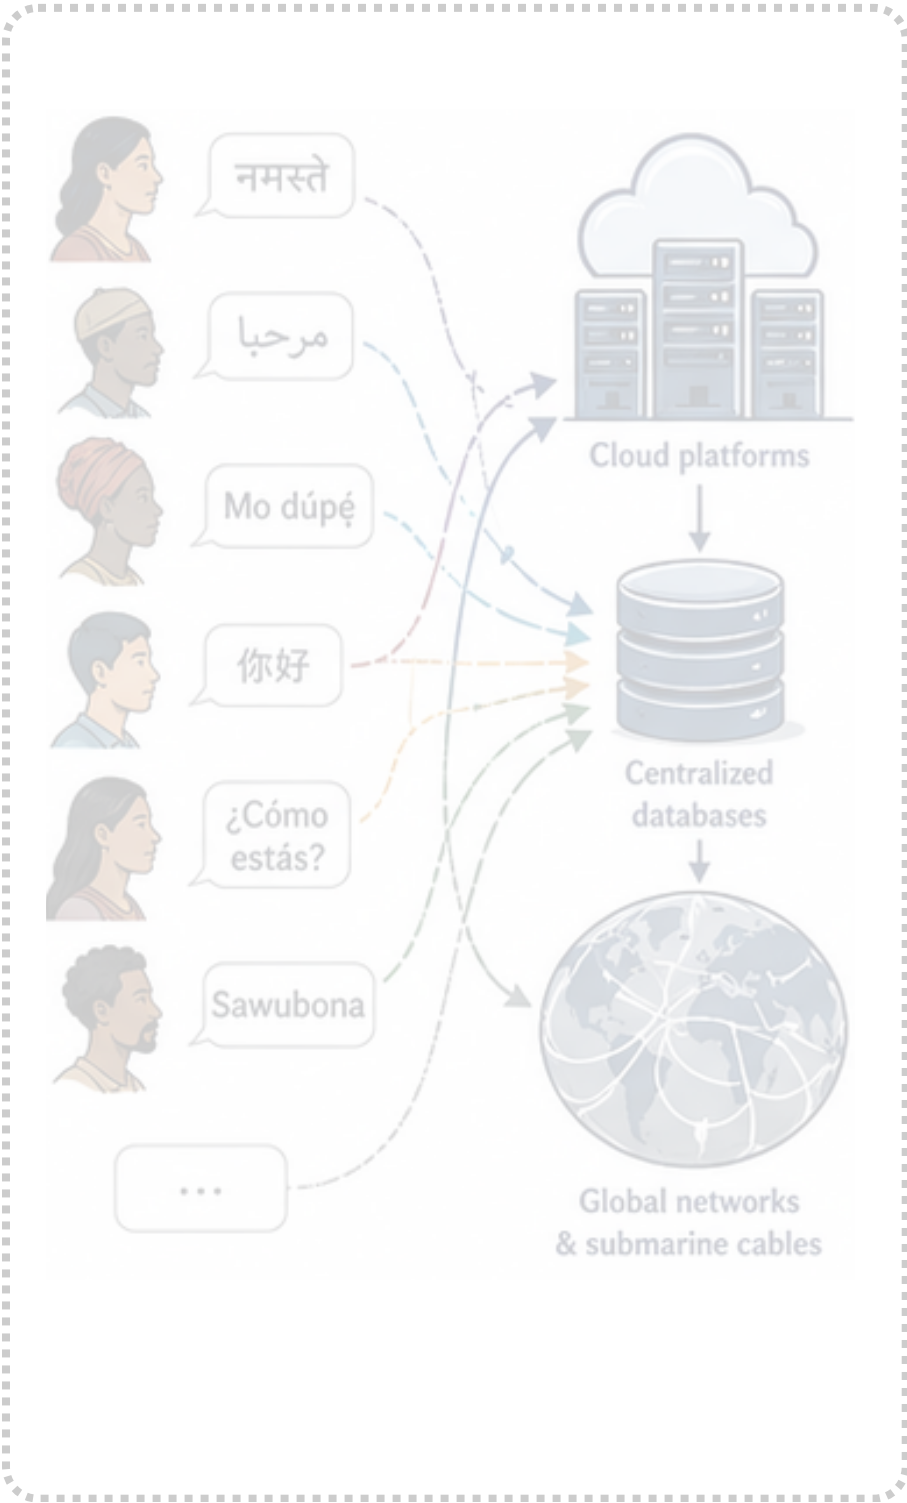 नमस्ते
مرحبا
Mo dúpẹ́
你好
¿Cómo
estás?
Sawubona
...
Cloud platforms
Centralized
databases
Global networks
& submarine cables